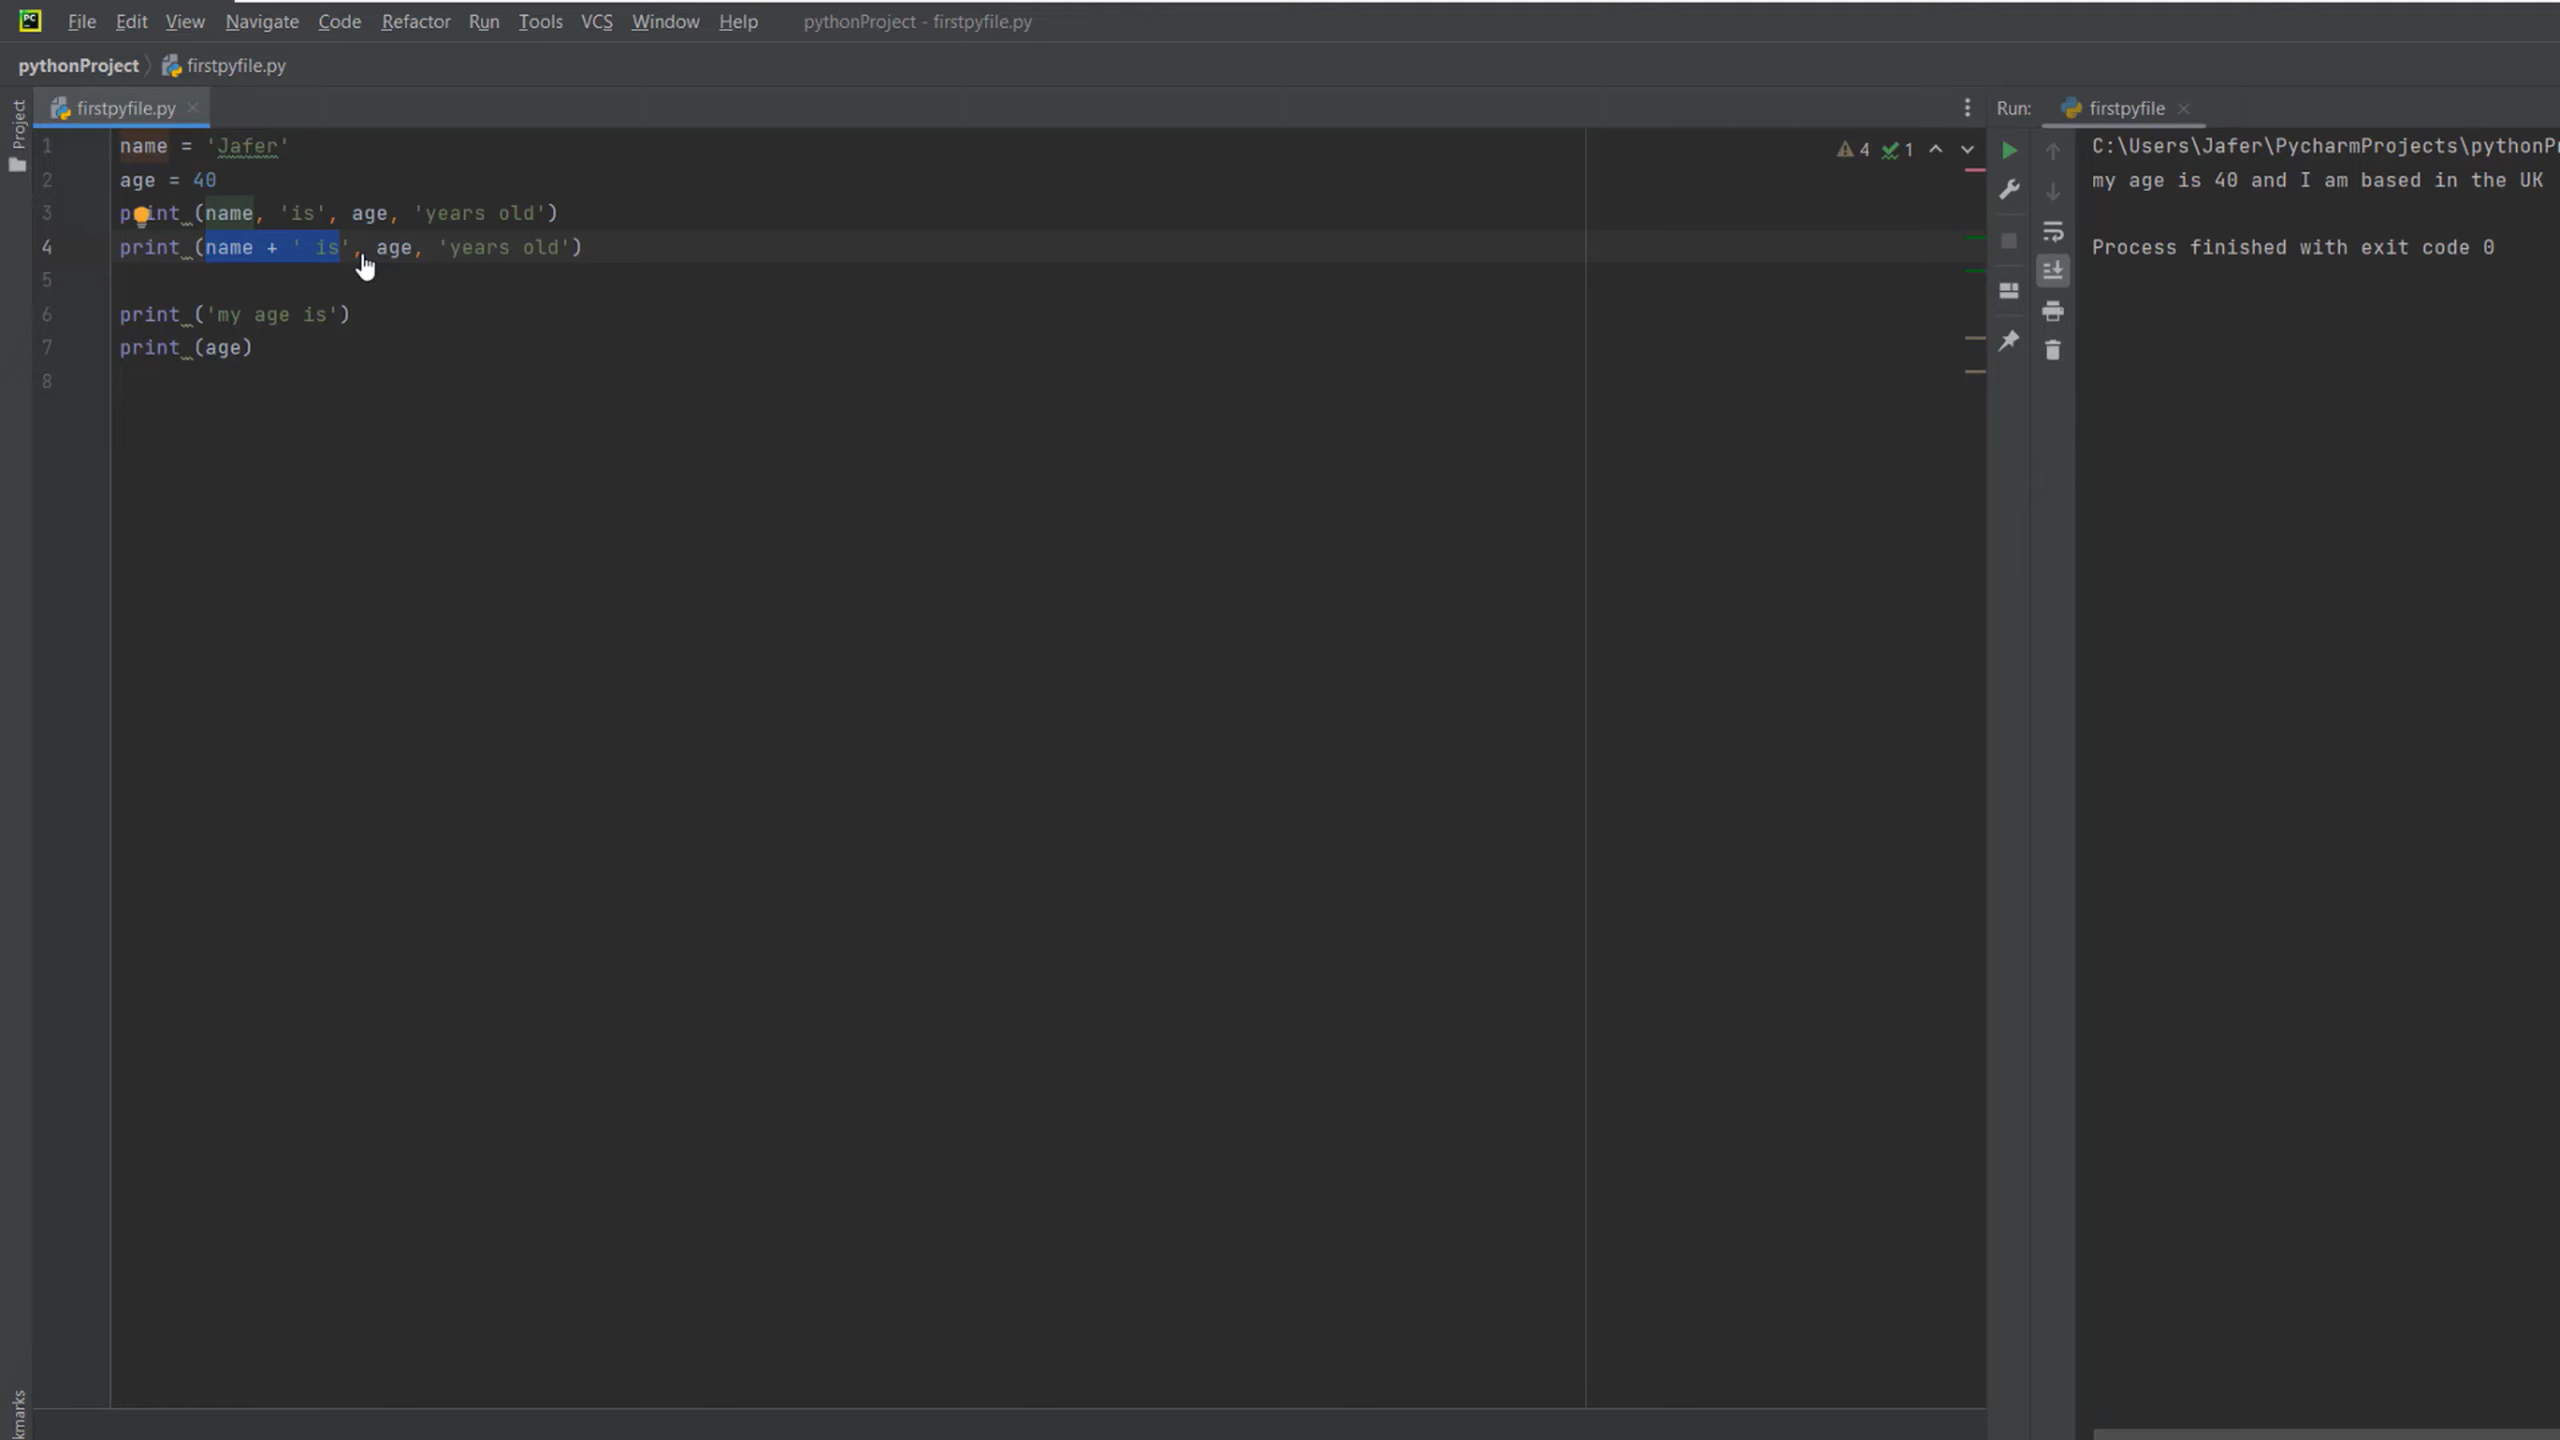 PC File Edit View Navigate Code Refactor Run Tools VCS Window Help pythonProject - firstpyfile.py
pythonProject firstpyfile.py
Project
firstpyfile.py
1 name = 'Jafer'
2 age = 40
3 print (name, 'is', age, 'years old')
4 print (name + ' is', age, 'years old')
5
6 print ('my age is')
7 print (age)
8
4 1
Run: firstpyfile
C:\Users\Jafer\PycharmProjects\pythonP
my age is 40 and I am based in the UK
Process finished with exit code 0
kmarks